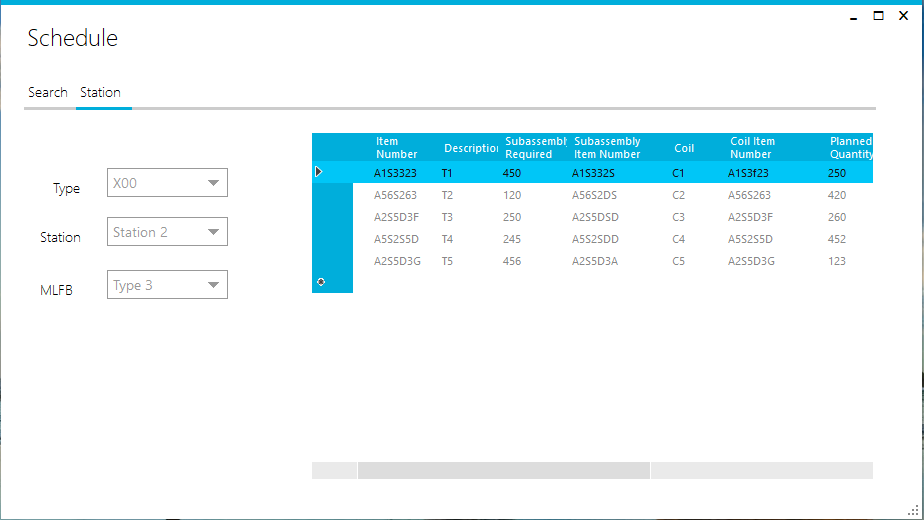 Schedule
Search Station
Type X00
Station Station 2
MLFB Type 3
Item Number Description Subassembly Required Subassembly Item Number Coil Coil Item Number Planned Quantity
A1S3323 T1 450 A1S332S C1 A1S3f23 250
A56S263 T2 120 A56S2DS C2 A56S263 420
A2S5D3F T3 250 A2S5DSD C3 A2S5D3F 260
A5S2S5D T4 245 A5S2SDD C4 A5S2S5D 452
A2S5D3G T5 456 A2S5D3A C5 A2S5D3G 123